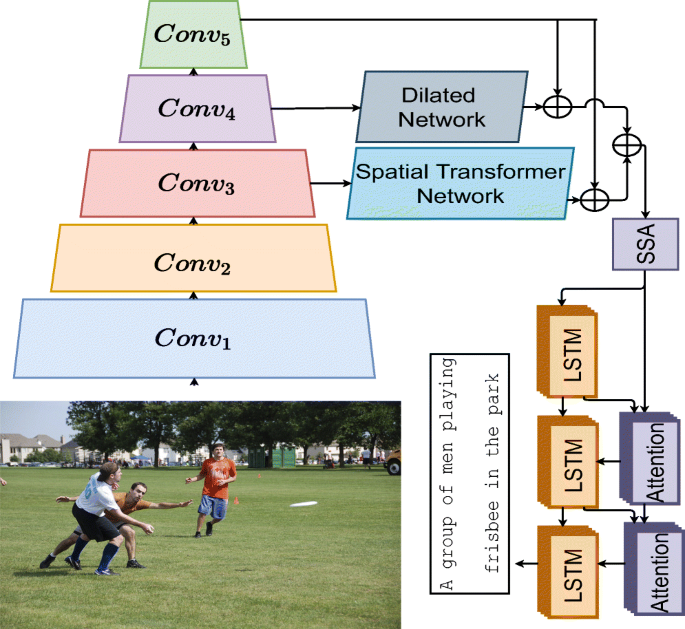 Conv5
Conv4
Dilated
Network
Conv3
Spatial Transformer
Network
Conv2
SSA
Conv1
LSTM
A group of men playing
frisbee in the park
LSTM
Attention
LSTM
Attention